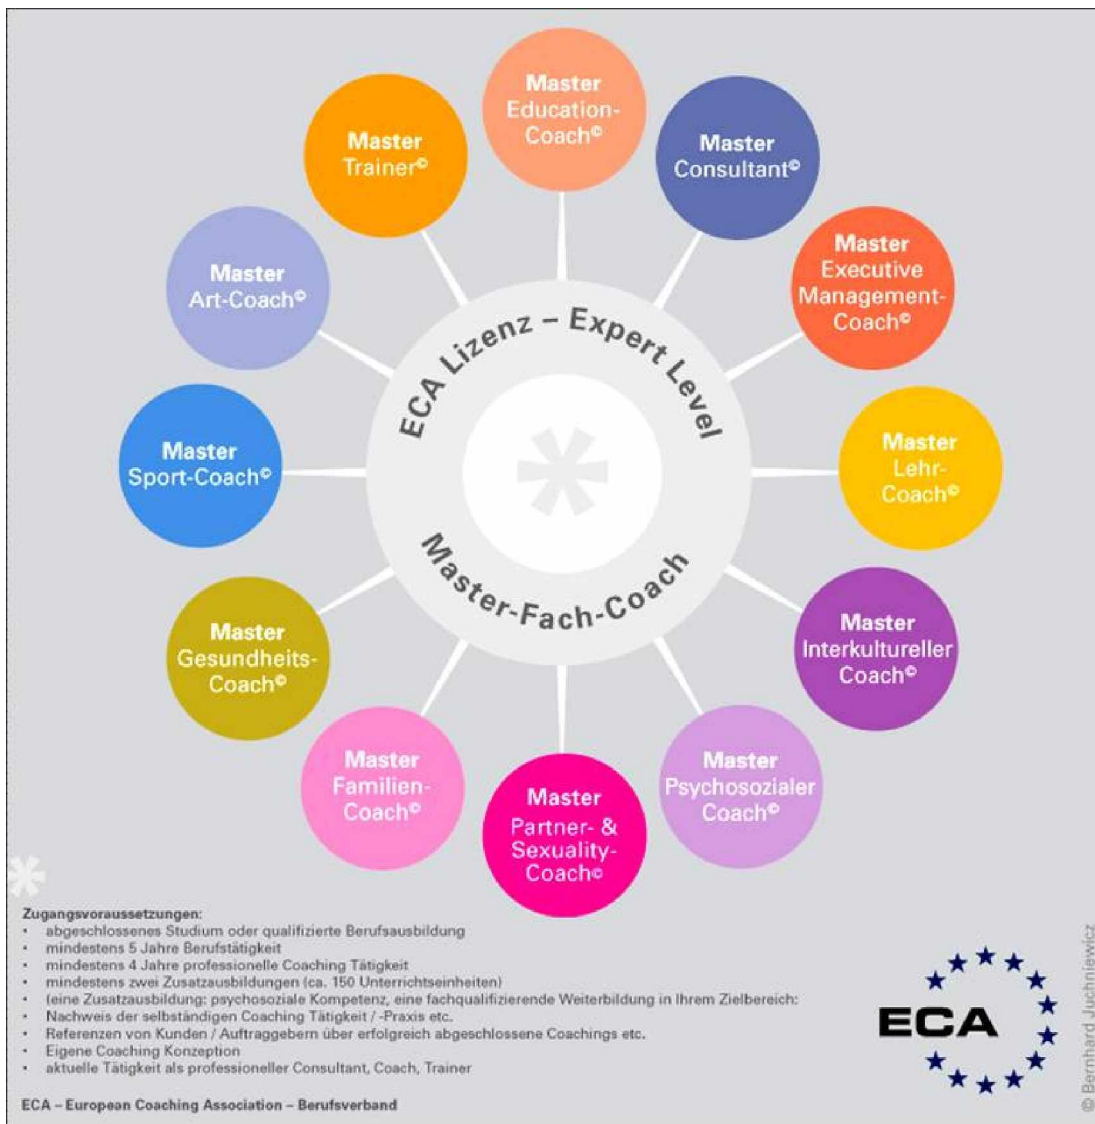 Master
Education-
Coach©
Master
Trainer©
Master
Consultant©
Master
Art-Coach©
Master
Executive
Management-
Coach©
ECA Lizenz – Expert Level
Master
Sport-Coach©
Master
Lehr-
Coach©
Master-Fach-Coach
Master
Gesundheits-
Coach©
Master
Interkultureller
Coach©
Master
Familien-
Coach©
Master
Partner- &
Sexuality-
Coach©
Master
Psychosozialer
Coach©
Zugangsvoraussetzungen:
• abgeschlossenes Studium oder qualifizierte Berufsausbildung
• mindestens 5 Jahre Berufstätigkeit
• mindestens 4 Jahre professionelle Coaching Tätigkeit
• mindestens zwei Zusatzausbildungen (ca. 150 Unterrichtseinheiten)
• (eine Zusatzausbildung: psychosoziale Kompetenz, eine fachqualifizierende Weiterbildung in Ihrem Zielbereich:
• Nachweis der selbständigen Coaching Tätigkeit / -Praxis etc.
• Referenzen von Kunden / Auftraggebern über erfolgreich abgeschlossene Coachings etc.
• Eigene Coaching Konzeption
• aktuelle Tätigkeit als professioneller Consultant, Coach, Trainer
ECA – European Coaching Association – Berufsverband
ECA
© Bernhard Juchniewicz